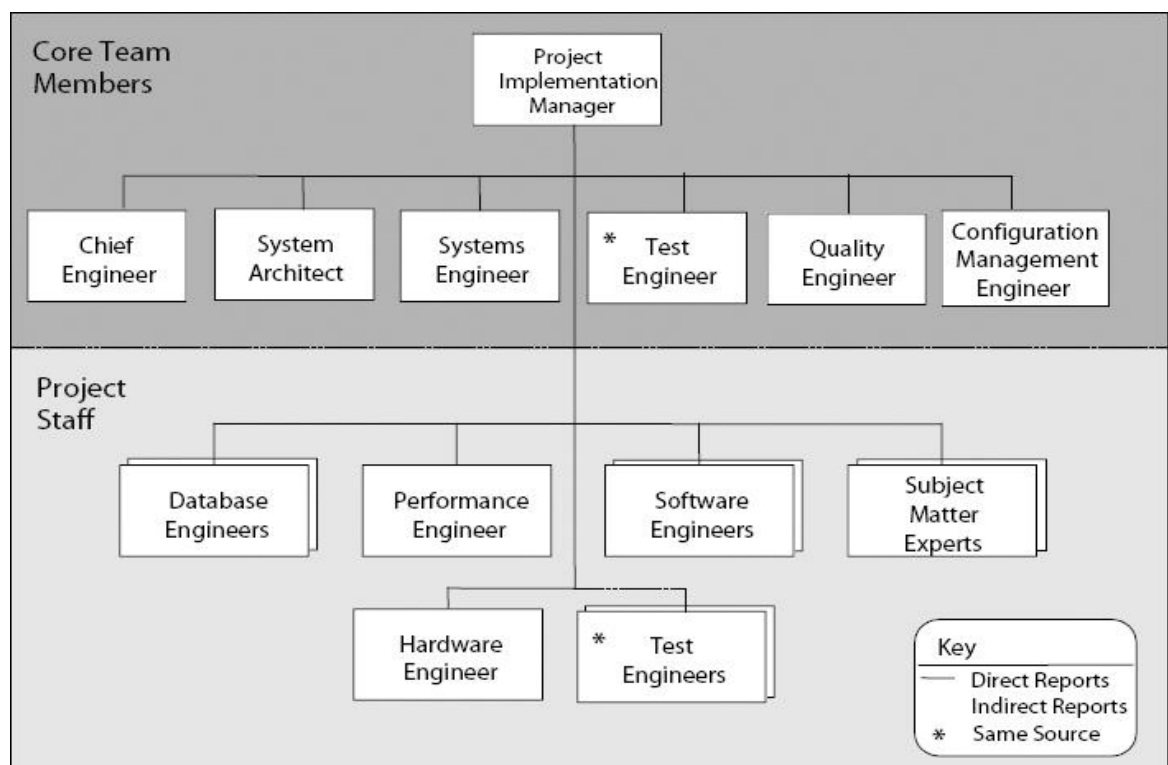 Core Team
Members
Project
Implementation
Manager
Chief
Engineer
System
Architect
Systems
Engineer
* Test
Engineer
Quality
Engineer
Configuration
Management
Engineer
Project
Staff
Database
Engineers
Performance
Engineer
Software
Engineers
Subject
Matter
Experts
Hardware
Engineer
* Test
Engineers
Key
Direct Reports
Indirect Reports
* Same Source